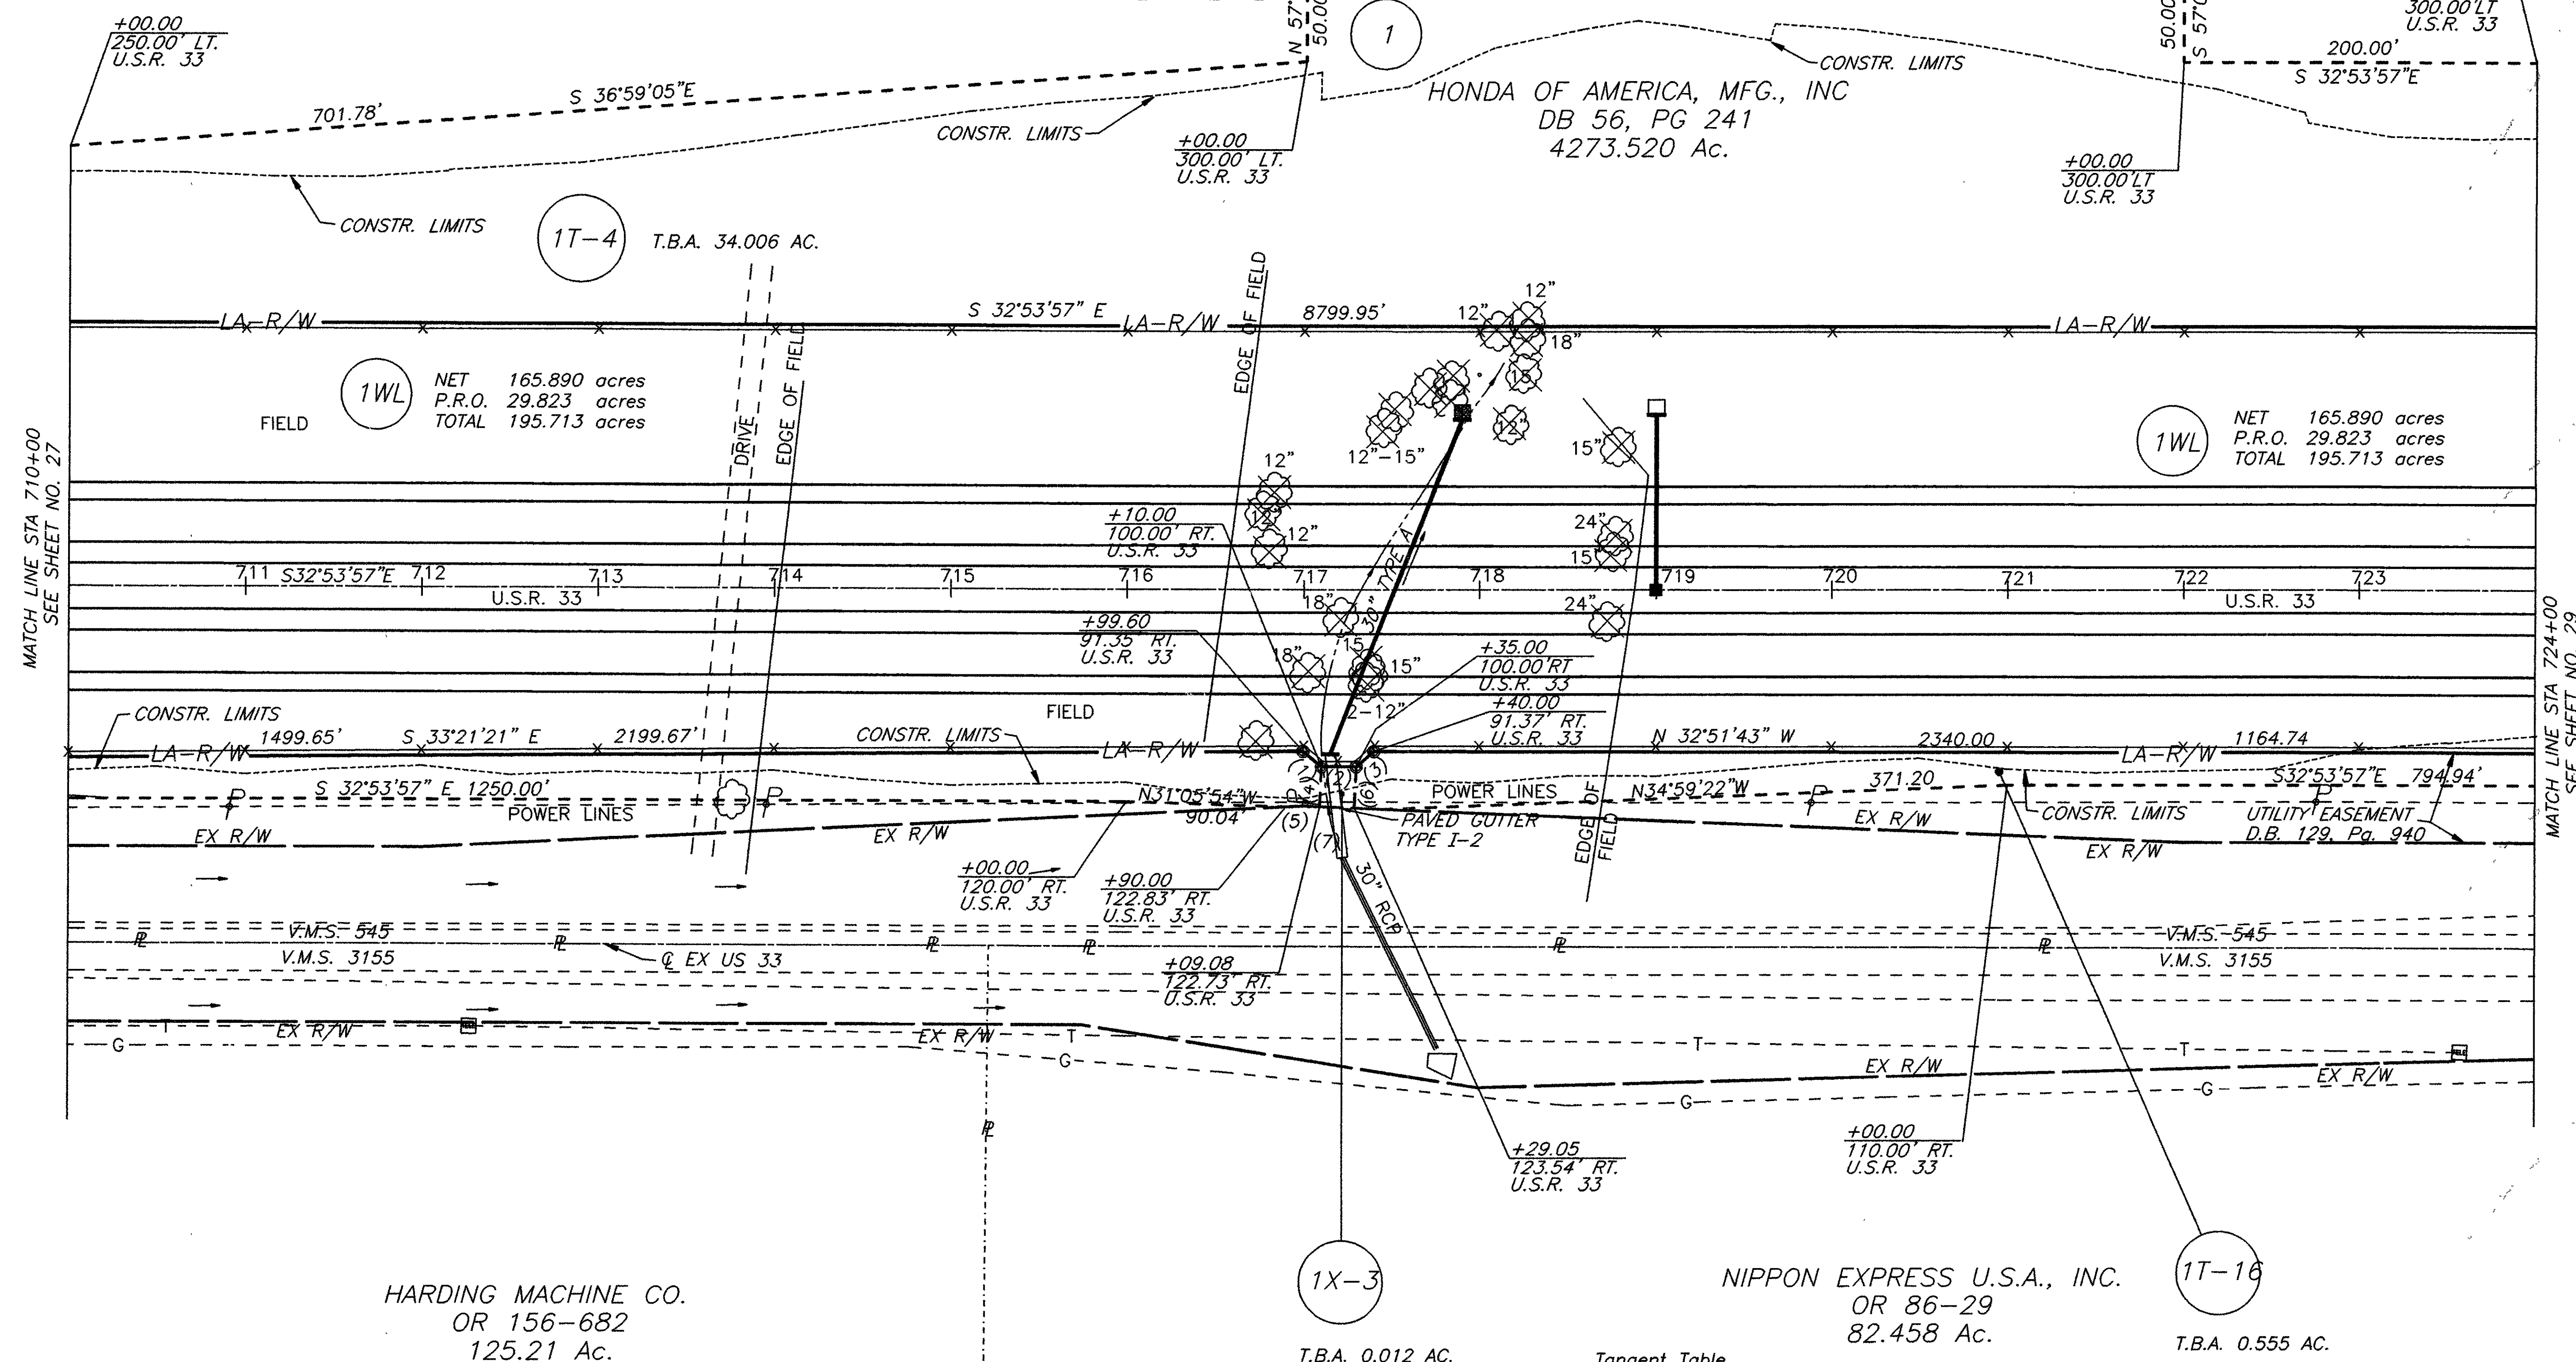 +00.00
250.00' LT.
U.S.R. 33
701.78'
S 36°59'05"E
CONSTR. LIMITS
CONSTR. LIMITS
N 57°
50.00
1
+00.00
300.00' LT.
U.S.R. 33
HONDA OF AMERICA, MFG., INC
DB 56, PG 241
4273.520 Ac.
CONSTR. LIMITS
50.00
S 57°0
300.00'LT
U.S.R. 33
200.00'
S 32°53'57"E
+00.00
300.00'LT
U.S.R. 33
1T-4
T.B.A. 34.006 AC.
LA-R/W
S 32°53'57" E
LA-R/W
8799.95'
LA-R/W
EDGE OF FIELD
12"
12"
18"
15"
12"
12"-15"
15"
1WL
NET 165.890 acres
P.R.O. 29.823 acres
TOTAL 195.713 acres
FIELD
DRIVE
EDGE OF FIELD
1WL
NET 165.890 acres
P.R.O. 29.823 acres
TOTAL 195.713 acres
MATCH LINE STA 710+00
SEE SHEET NO. 27
12"
12"
12"
+10.00
100.00' RT.
U.S.R. 33
24"
15"
711 S32°53'57"E 712 713 714 715 716 717 718 719 720 721 722 723
U.S.R. 33
U.S.R. 33
30" TYPE A
18"
15
24"
18"
15"
2-12"
+99.60
91.35' RT.
U.S.R. 33
+35.00
100.00'RT
U.S.R. 33
+40.00
91.37' RT.
U.S.R. 33
MATCH LINE STA 724+00
SEE SHEET NO. 29
CONSTR. LIMITS
FIELD
LA-R/W
1499.65'
S 33°21'21" E
2199.67'
CONSTR. LIMITS
LA-R/W
(1)
(2)
(3)
N 32°51'43" W
2340.00
LA-R/W
1164.74
S 32°53'57" E 1250.00'
P
P
POWER LINES
N31°05'54"W
90.04'
P
(4)
(5)
(6)
(7)
POWER LINES
N34°59'22"W
371.20
P
S32°53'57"E 794.94'
P
CONSTR. LIMITS
UTILITY EASEMENT
D.B. 129, Pg. 940
EX R/W
EX R/W
PAVED GUTTER
TYPE I-2
EDGE OF
FIELD
EX R/W
EX R/W
+00.00
120.00' RT.
U.S.R. 33
+90.00
122.83' RT.
U.S.R. 33
30" RCP
V.M.S. 545
V.M.S. 3155
℄ EX US 33
+09.08
122.73' RT.
U.S.R. 33
V.M.S. 545
V.M.S. 3155
T
EX R/W
EX R/W
T
T
T
G
G
EX R/W
EX R/W
G
G
+29.05
123.54' RT.
U.S.R. 33
+00.00
110.00' RT.
U.S.R. 33
1X-3
T.B.A. 0.012 AC.
HARDING MACHINE CO.
OR 156-682
125.21 Ac.
NIPPON EXPRESS U.S.A., INC.
OR 86-29
82.458 Ac.
1T-16
T.B.A. 0.555 AC.
Tangent Table